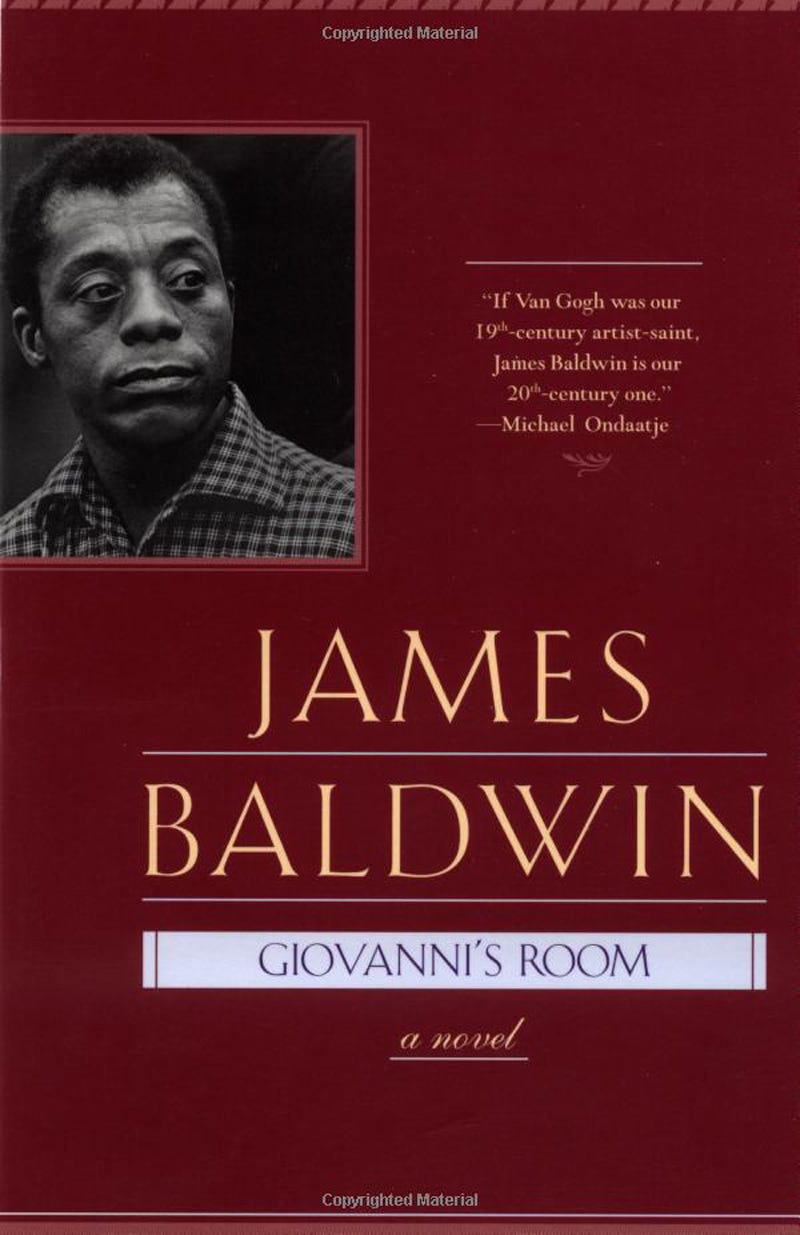 Copyrighted Material
“If Van Gogh was our
19th-century artist-saint,
James Baldwin is our
20th-century one.”
—Michael Ondaatje
JAMES
BALDWIN
GIOVANNI’S ROOM
a novel
Copyrighted Material